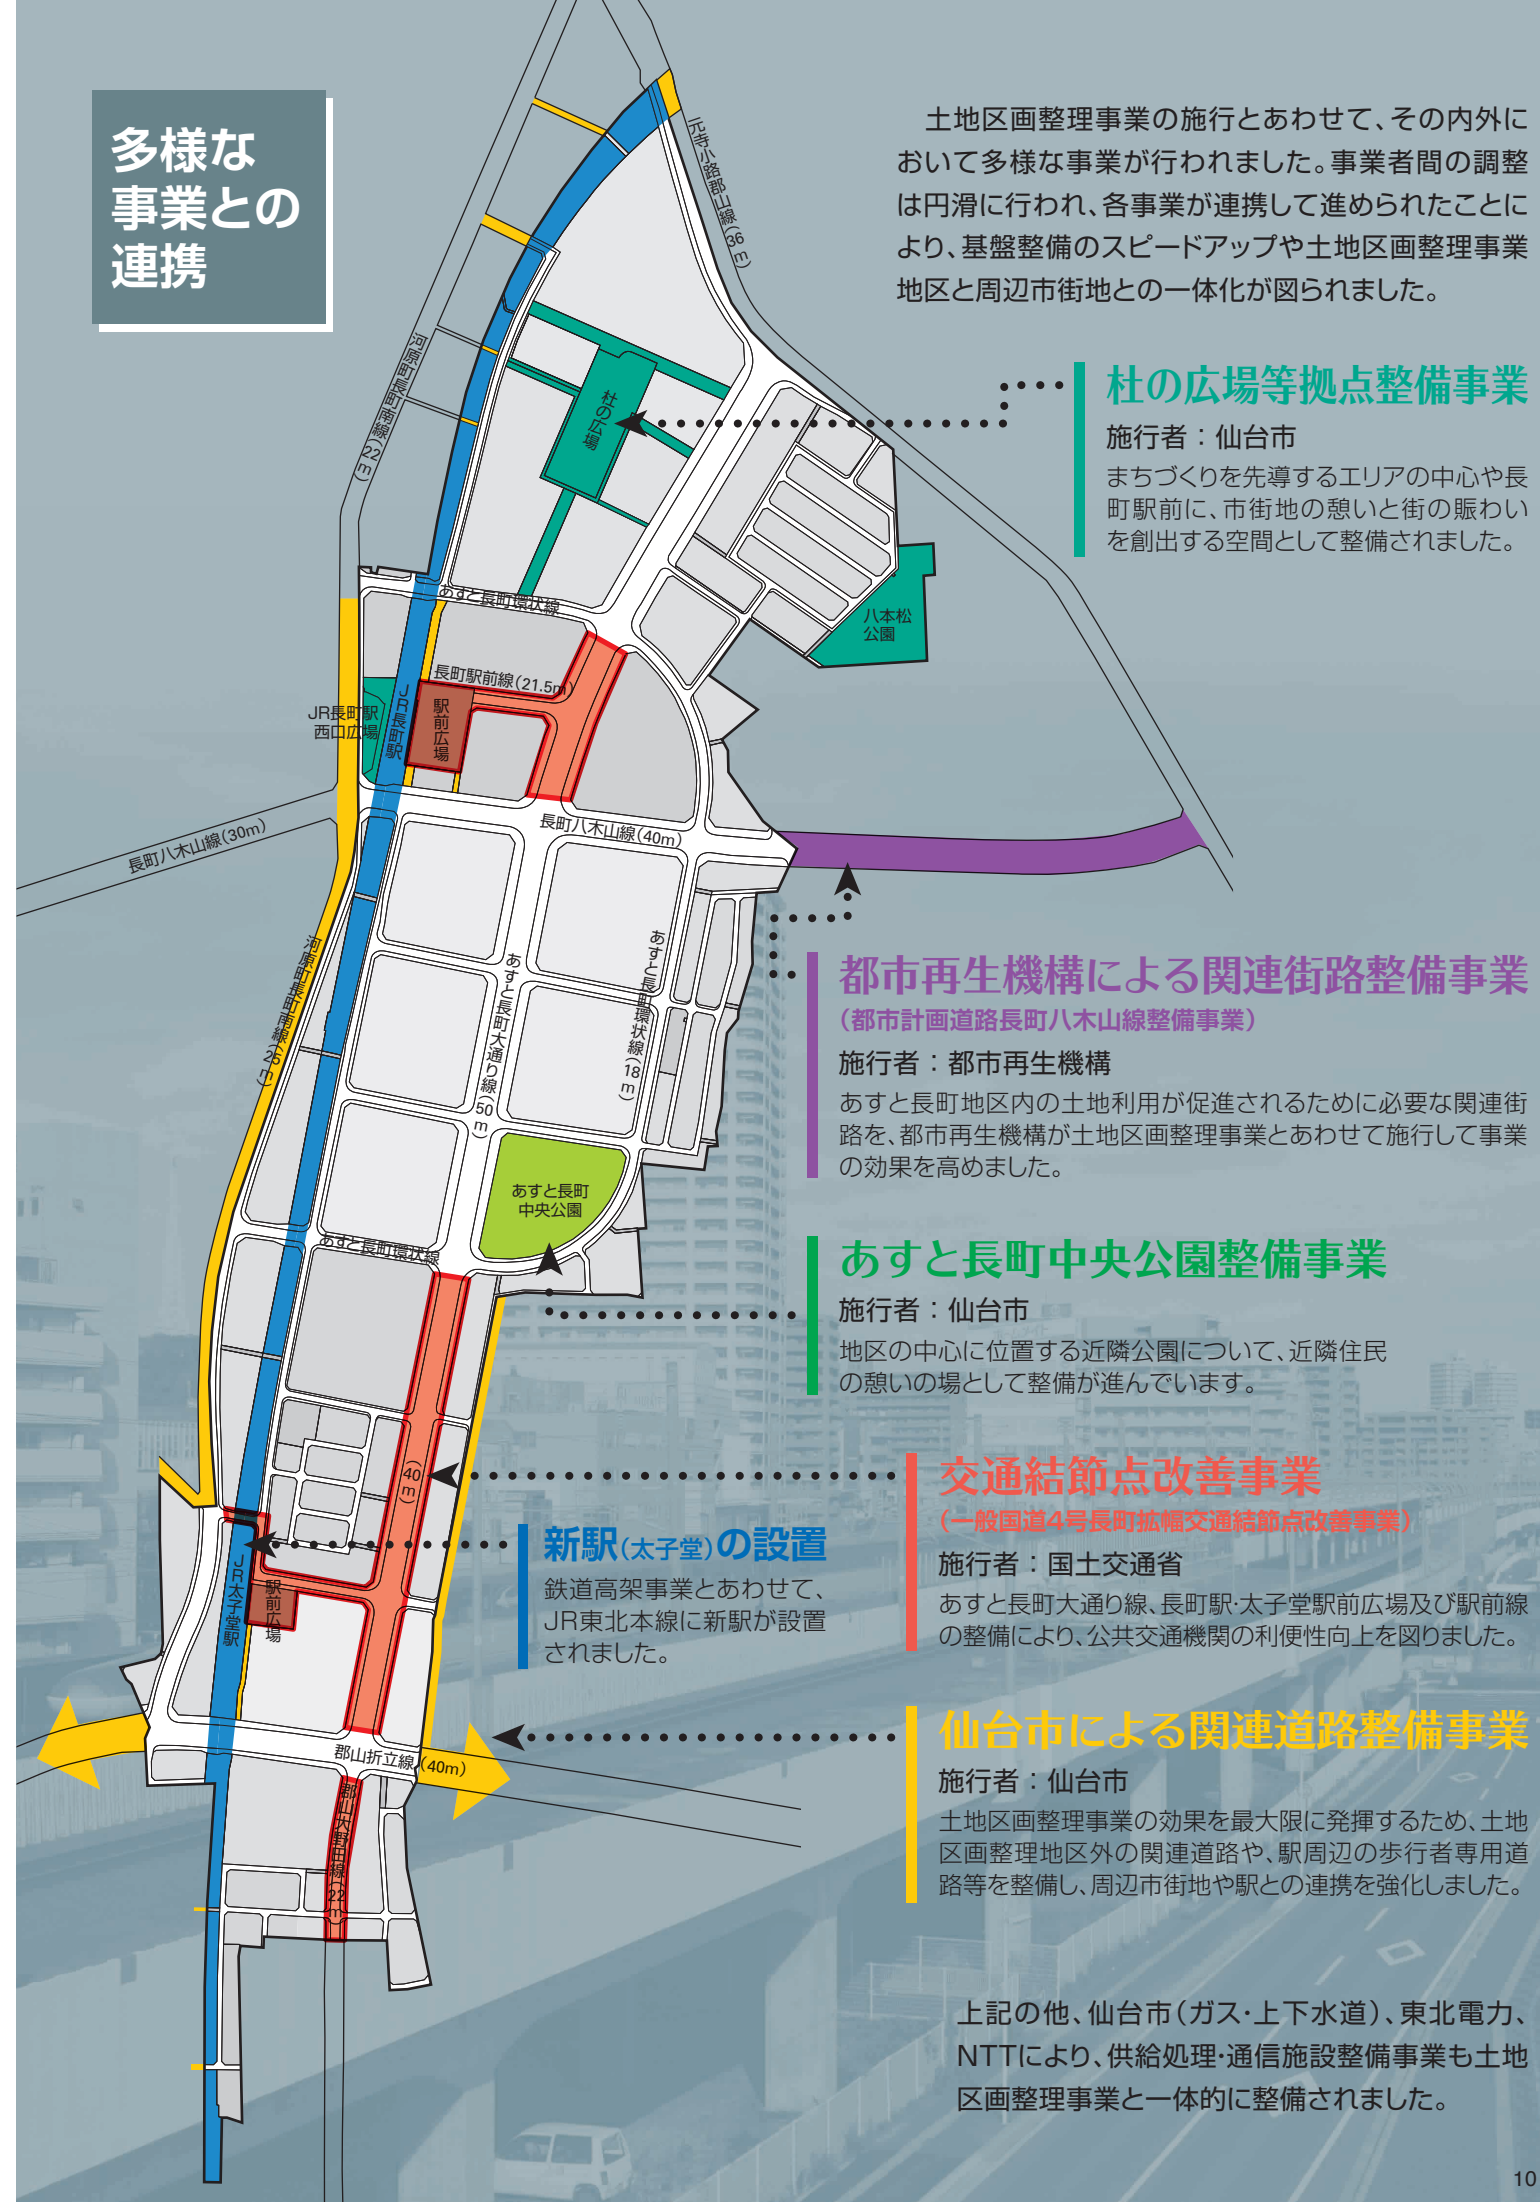 多様な
事業との
連携
土地区画整理事業の施行とあわせて、その内外に
おいて多様な事業が行われました。事業者間の調整
は円滑に行われ、各事業が連携して進められたことに
より、基盤整備のスピードアップや土地区画整理事業
地区と周辺市街地との一体化が図られました。
杜の広場等拠点整備事業
施行者：仙台市
まちづくりを先導するエリアの中心や長
町駅前に、市街地の憩いと街の賑わい
を創出する空間として整備されました。
都市再生機構による関連街路整備事業
（都市計画道路長町八木山線整備事業）
施行者：都市再生機構
あすと長町地区内の土地利用が促進されるために必要な関連街
路を、都市再生機構が土地区画整理事業とあわせて施行して事業
の効果を高めました。
あすと長町中央公園整備事業
施行者：仙台市
地区の中心に位置する近隣公園について、近隣住民
の憩いの場として整備が進んでいます。
交通結節点改善事業
（一般国道4号長町拡幅交通結節点改善事業）
施行者：国土交通省
あすと長町大通り線、長町駅・太子堂駅前広場及び駅前線
の整備により、公共交通機関の利便性向上を図りました。
新駅（太子堂）の設置
鉄道高架事業とあわせて、
JR東北本線に新駅が設置
されました。
仙台市による関連道路整備事業
施行者：仙台市
土地区画整理事業の効果を最大限に発揮するため、土地
区画整理地区外の関連道路や、駅周辺の歩行者専用道
路等を整備し、周辺市街地や駅との連携を強化しました。
上記の他、仙台市（ガス・上下水道）、東北電力、
NTTにより、供給処理・通信施設整備事業も土地
区画整理事業と一体的に整備されました。
元寺小路郡山線（36m）
河原町長町南線（22m）
杜の広場
八本松
公園
あすと長町環状線
長町駅前線（21.5m）
JR長町駅
西口広場
JR長町駅
駅前広場
長町八木山線（40m）
長町八木山線（30m）
河原町長町南線（25m）
あすと長町大通り線（50m）
あすと長町環状線（18m）
あすと長町
中央公園
あすと長町環状線
（40m）
JR太子堂駅
駅前広場
郡山折立線（40m）
郡山大野田線（22m）
10